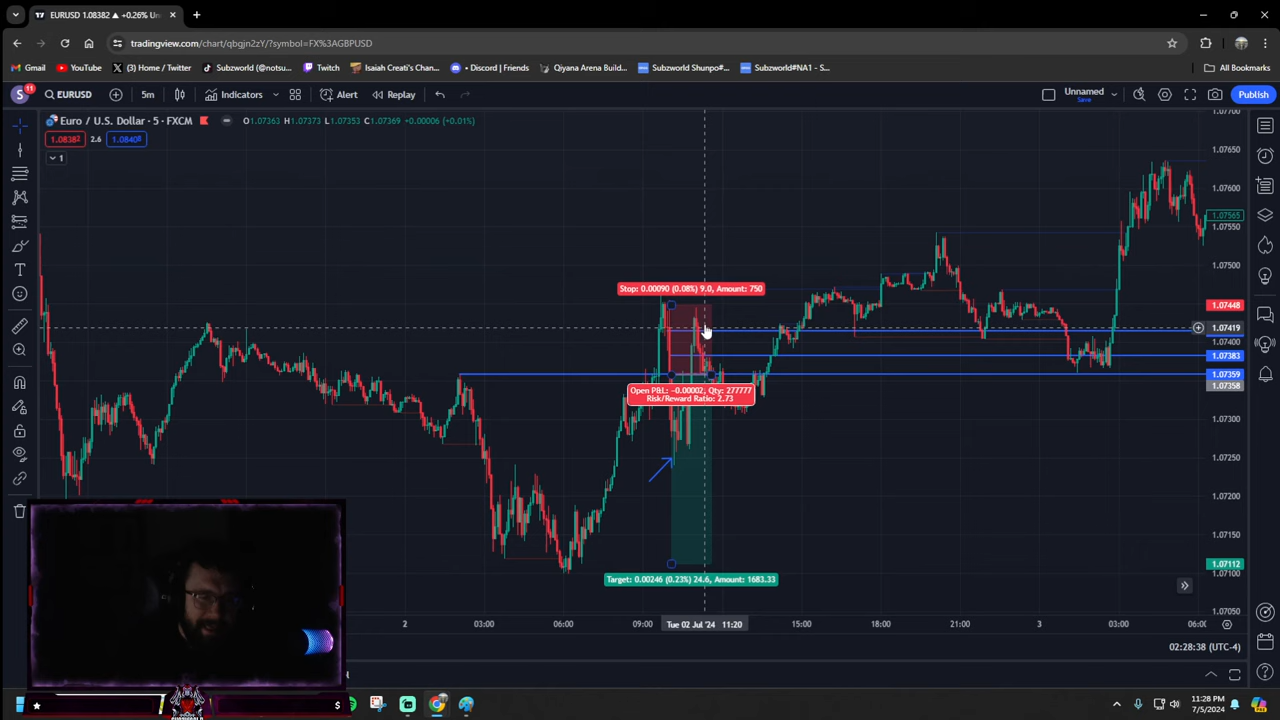 EURUSD 1.08382 ▲ +0.26% Un
tradingview.com/chart/qbgjn2zY/?symbol=FX%3AGBPUSD
Gmail
YouTube
(3) Home / Twitter
Subzworld (@notsu...
Twitch
Isaiah Creati's Chan...
Discord | Friends
Qiyana Arena Build...
Subzworld Shunpo#...
Subzworld#NA1 - S...
All Bookmarks
S
11
EURUSD
5m
Indicators
Alert
Replay
Unnamed
Save
Publish
Euro / U.S. Dollar · 5 · FXCM
O1.07363 H1.07373 L1.07353 C1.07369 +0.00006 (+0.01%)
1.08382
2.6
1.08408
1
Stop: 0.00090 (0.08%) 9.0, Amount: 750
Open P&L: −0.00002, Qty: 277777
Risk/Reward Ratio: 2.73
Target: 0.00246 (0.23%) 24.6, Amount: 1683.33
1.07700
1.07650
1.07600
1.07565
1.07550
1.07500
1.07448
1.07419
1.07400
1.07383
1.07359
1.07358
1.07300
1.07250
1.07200
1.07150
1.07112
1.07100
1.07050
2
03:00
06:00
09:00
Tue 02 Jul '24 11:20
15:00
18:00
21:00
3
03:00
06:00
02:28:38 (UTC-4)
11:28 PM
7/5/2024